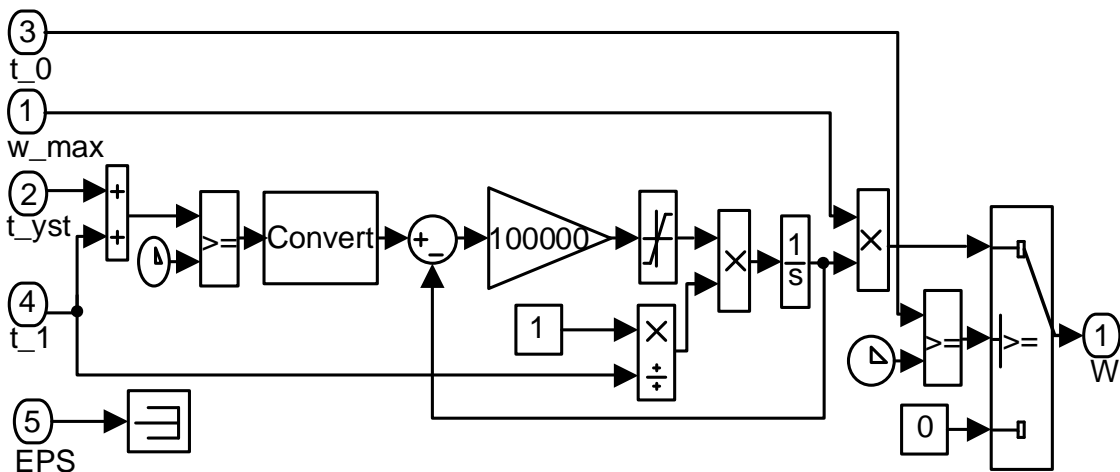 3
t_0
1
w_max
2
t_yst
+
+
>=
Convert
+
−
100000
×
1
s
×
4
t_1
1
×
÷
>=
>=
1
W
0
5
EPS